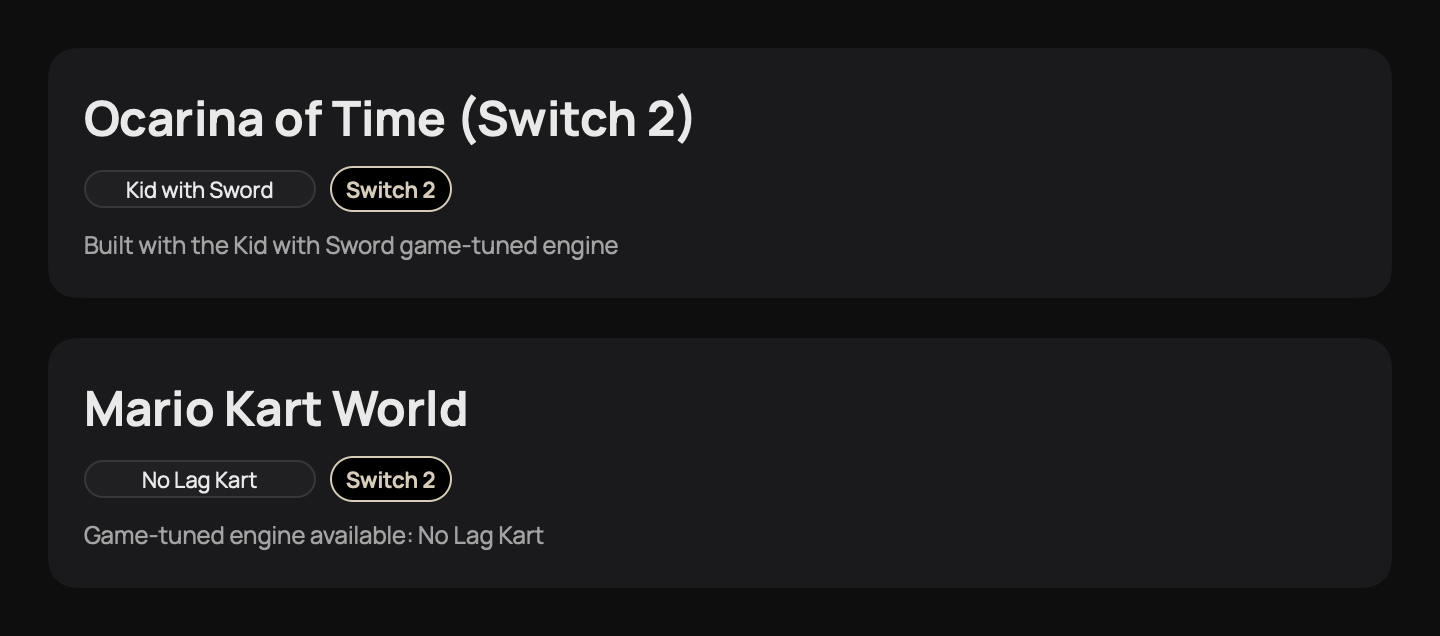 Ocarina of Time (Switch 2)
Kid with Sword Switch 2
Built with the Kid with Sword game-tuned engine
Mario Kart World
No Lag Kart Switch 2
Game-tuned engine available: No Lag Kart